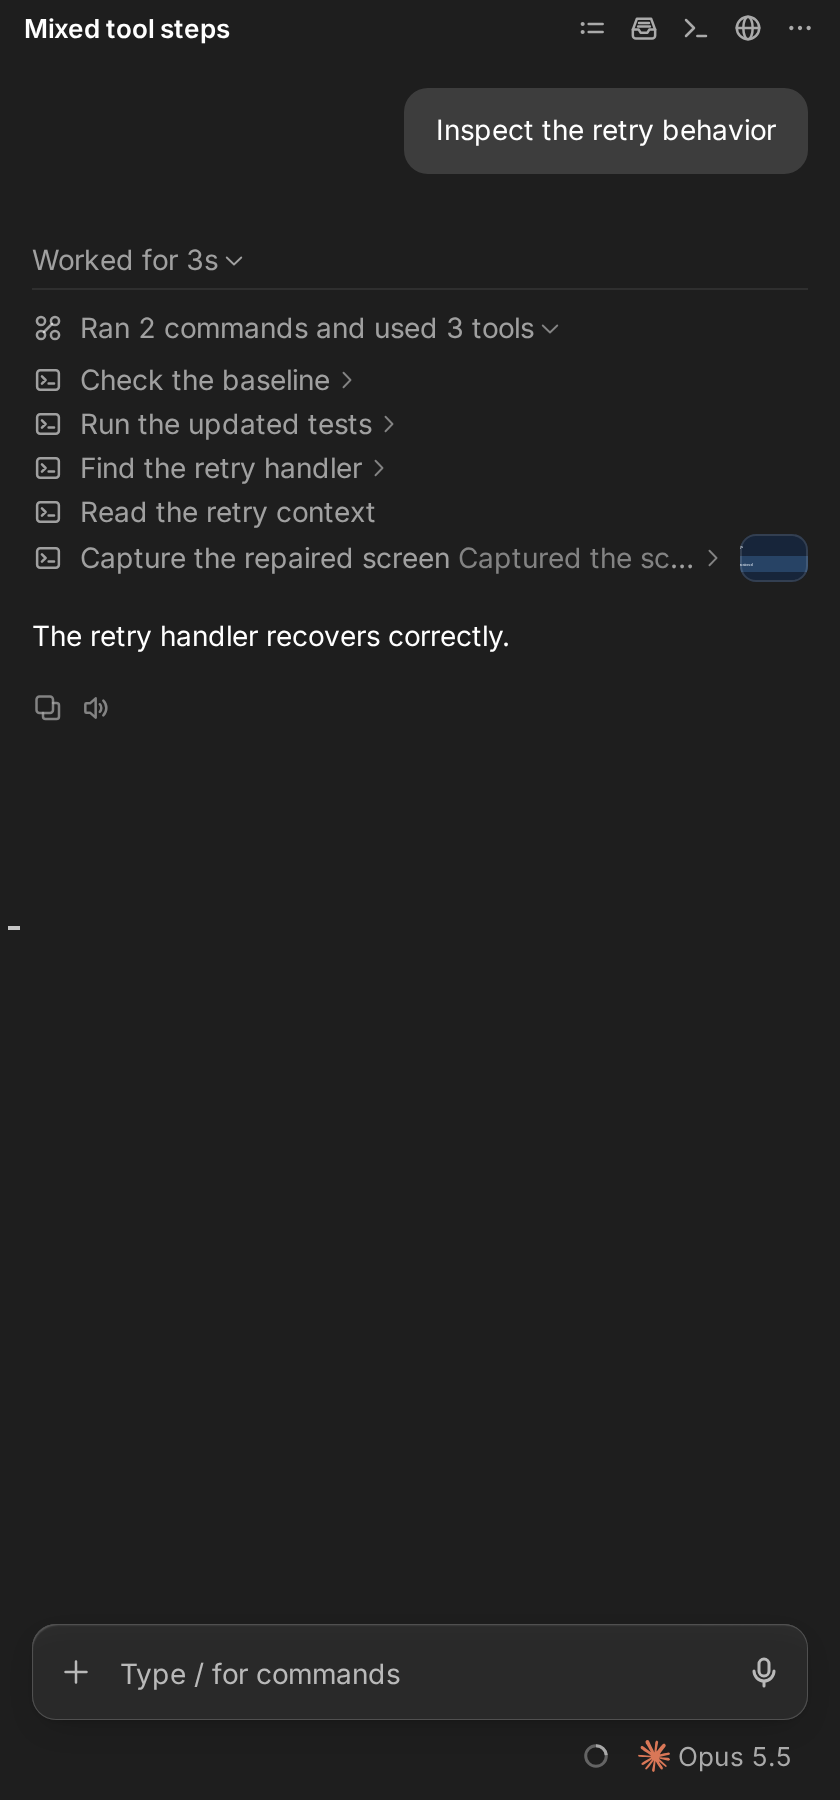 Mixed tool steps
Inspect the retry behavior
Worked for 3s
Ran 2 commands and used 3 tools
Check the baseline
Run the updated tests
Find the retry handler
Read the retry context
Capture the repaired screen Captured the sc...
The retry handler recovers correctly.
Type / for commands
Opus 5.5